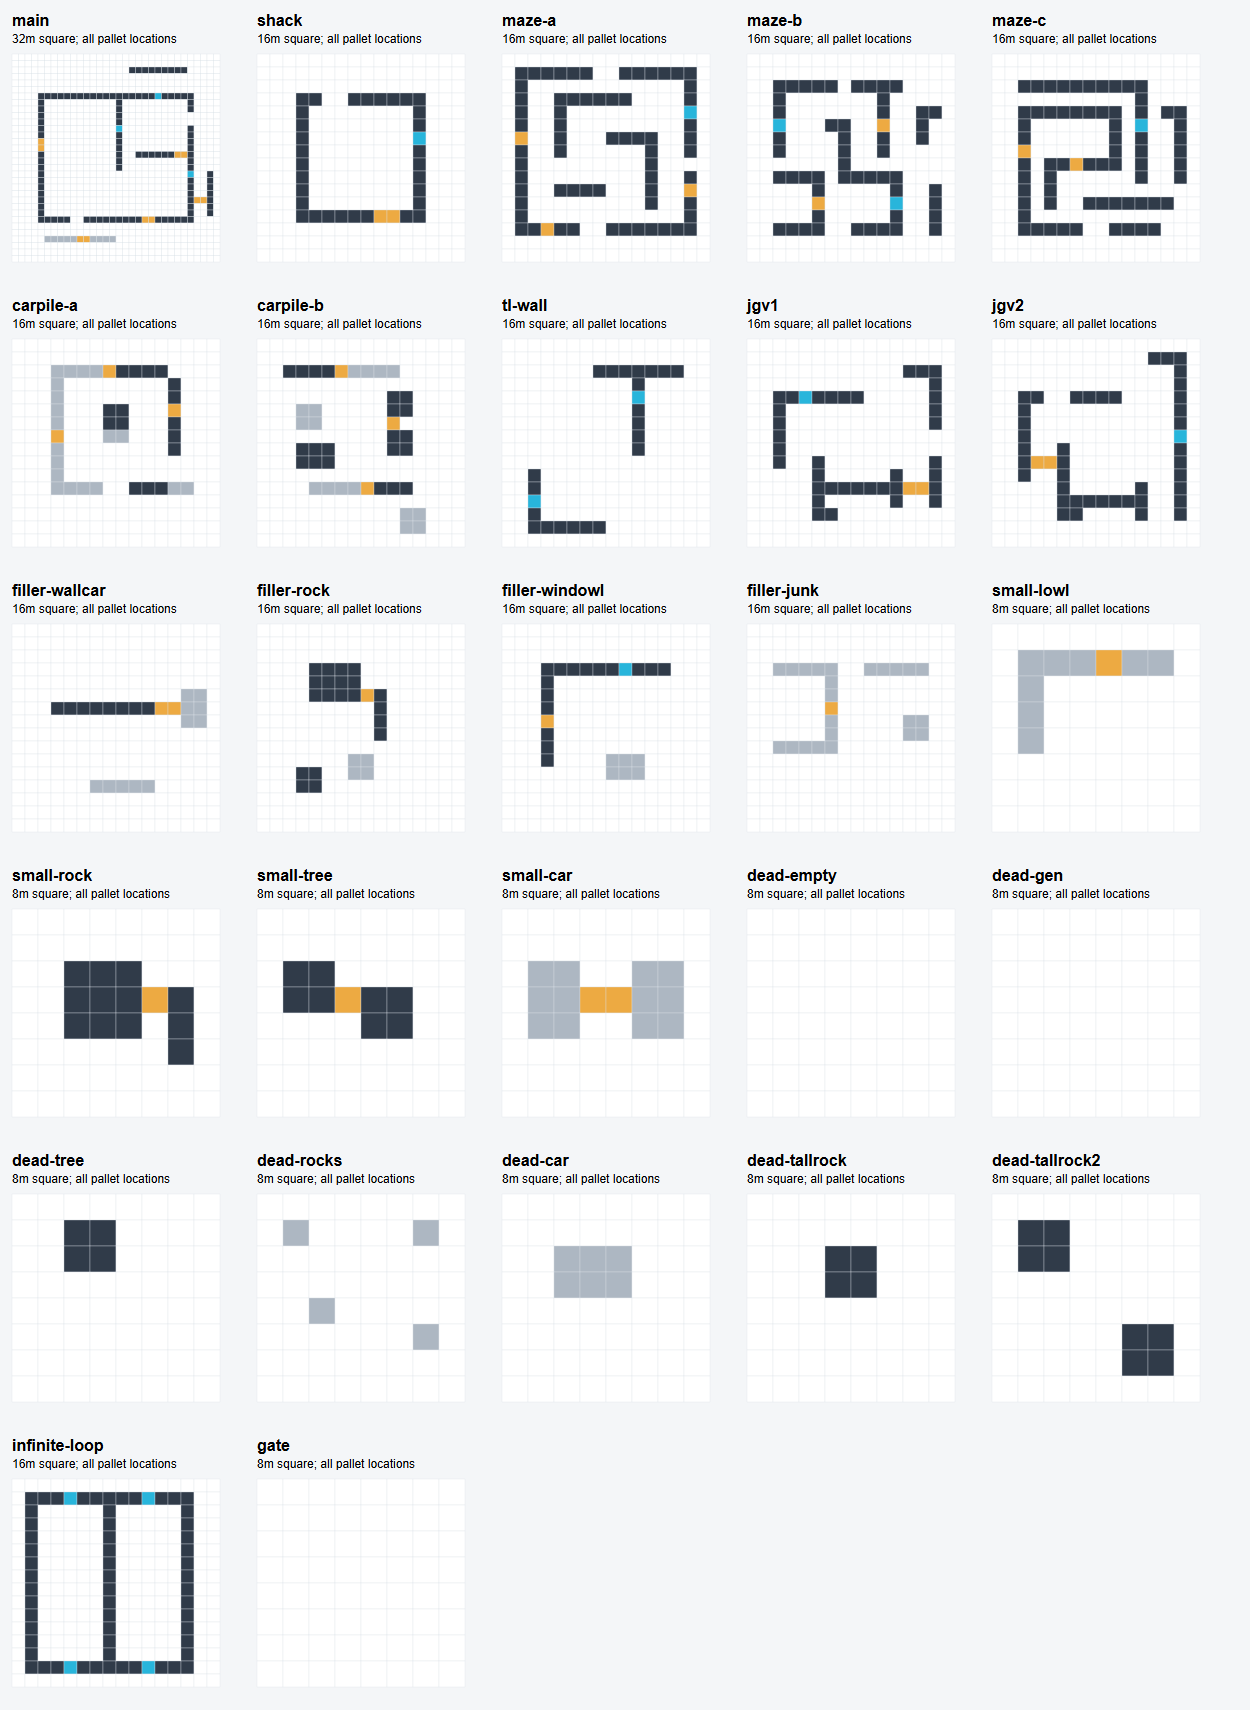 main
32m square; all pallet locations
shack
16m square; all pallet locations
maze-a
16m square; all pallet locations
maze-b
16m square; all pallet locations
maze-c
16m square; all pallet locations
carpile-a
16m square; all pallet locations
carpile-b
16m square; all pallet locations
tl-wall
16m square; all pallet locations
jgv1
16m square; all pallet locations
jgv2
16m square; all pallet locations
filler-wallcar
16m square; all pallet locations
filler-rock
16m square; all pallet locations
filler-windowl
16m square; all pallet locations
filler-junk
16m square; all pallet locations
small-lowl
8m square; all pallet locations
small-rock
8m square; all pallet locations
small-tree
8m square; all pallet locations
small-car
8m square; all pallet locations
dead-empty
8m square; all pallet locations
dead-gen
8m square; all pallet locations
dead-tree
8m square; all pallet locations
dead-rocks
8m square; all pallet locations
dead-car
8m square; all pallet locations
dead-tallrock
8m square; all pallet locations
dead-tallrock2
8m square; all pallet locations
infinite-loop
16m square; all pallet locations
gate
8m square; all pallet locations